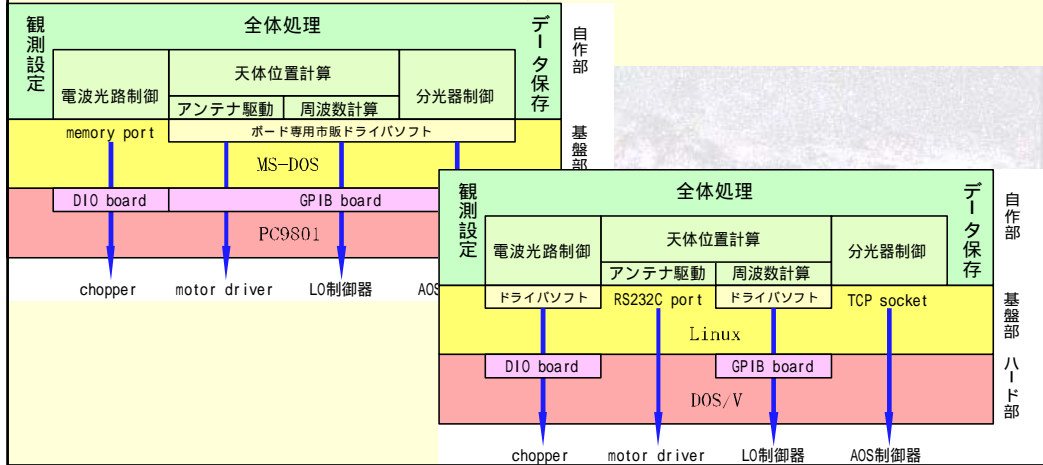 観測設定
全体処理
データ保存
自作部
電波光路制御
天体位置計算
分光器制御
アンテナ駆動
周波数計算
memory port
ボード専用市販ドライバソフト
基盤部
MS-DOS
DIO board
GPIB board
PC9801
chopper
motor driver
LO制御器
AOS
観測設定
全体処理
データ保存
自作部
電波光路制御
天体位置計算
分光器制御
アンテナ駆動
周波数計算
ドライバソフト
RS232C port
ドライバソフト
TCP socket
基盤部
Linux
DIO board
GPIB board
ハード部
DOS/V
chopper
motor driver
LO制御器
AOS制御器